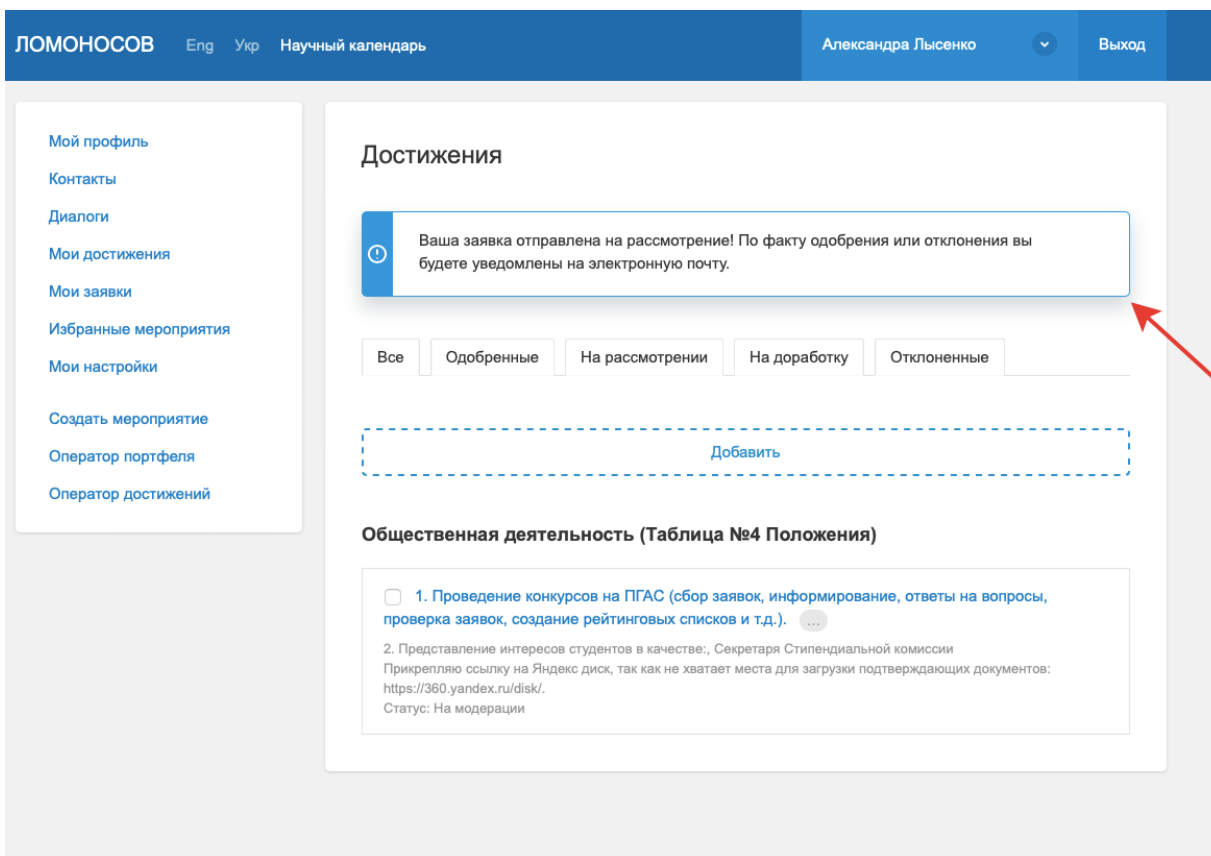 ЛОМОНОСОВ Eng Укр Научный календарь Александра Лысенко Выход
Мой профиль
Контакты
Диалоги
Мои достижения
Мои заявки
Избранные мероприятия
Мои настройки
Создать мероприятие
Оператор портфеля
Оператор достижений
Достижения
Ваша заявка отправлена на рассмотрение! По факту одобрения или отклонения вы
будете уведомлены на электронную почту.
Все Одобренные На рассмотрении На доработку Отклоненные
Добавить
Общественная деятельность (Таблица №4 Положения)
1. Проведение конкурсов на ПГАС (сбор заявок, информирование, ответы на вопросы,
проверка заявок, создание рейтинговых списков и т.д.). ...
2. Представление интересов студентов в качестве:, Секретаря Стипендиальной комиссии
Прикрепляю ссылку на Яндекс диск, так как не хватает места для загрузки подтверждающих документов:
https://360.yandex.ru/disk/.
Статус: На модерации